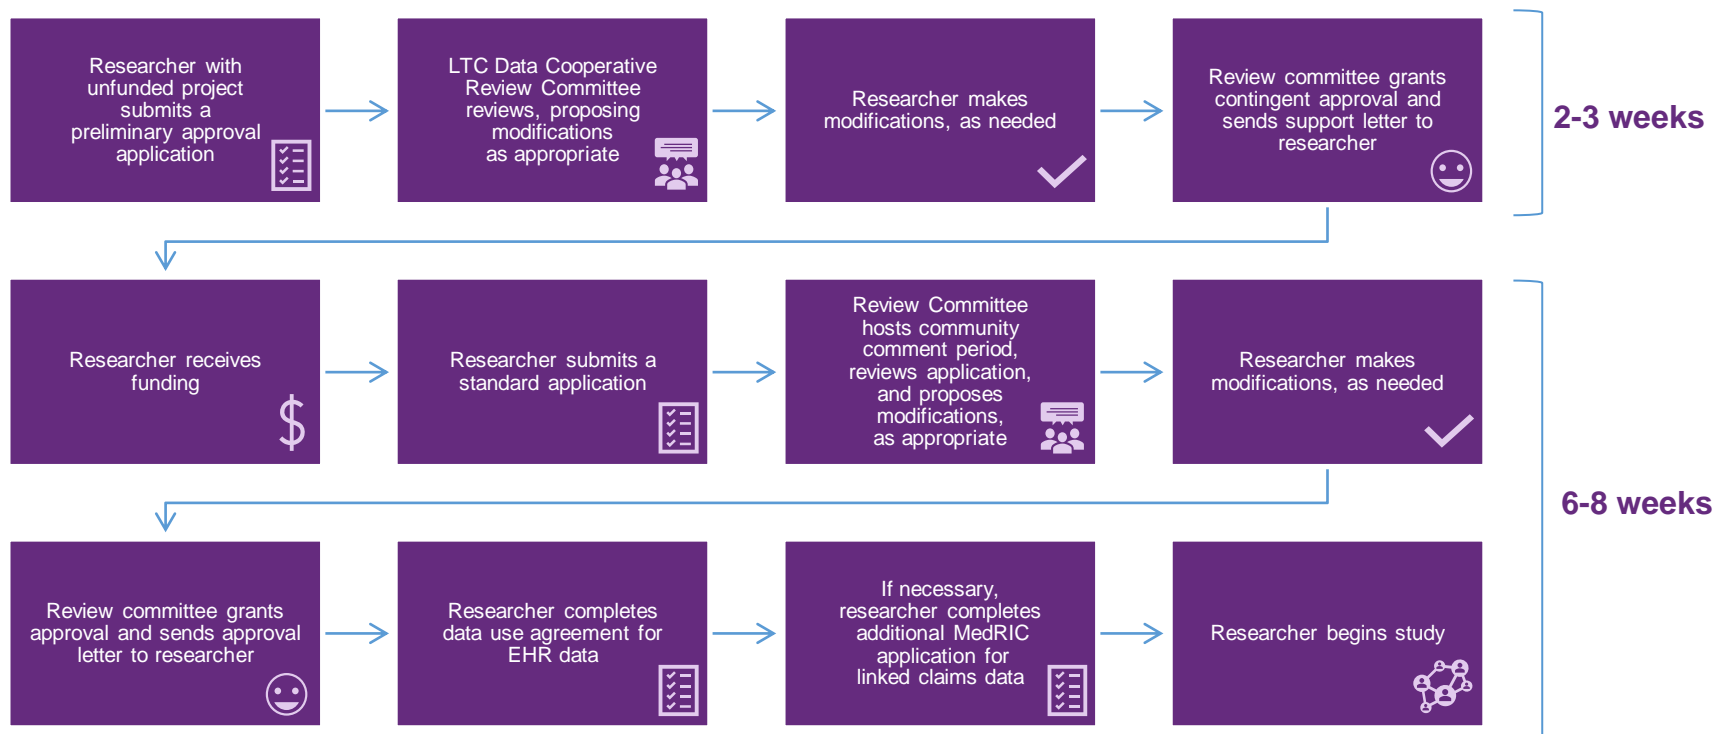 Researcher with
unfunded project
submits a
preliminary approval
application
LTC Data Cooperative
Review Committee
reviews, proposing
modifications
as appropriate
Researcher makes
modifications, as needed
Review committee grants
contingent approval and
sends support letter to
researcher
2-3 weeks
Researcher receives
funding
$
Researcher submits a
standard application
Review Committee
hosts community
comment period,
reviews application,
and proposes
modifications,
as appropriate
Researcher makes
modifications, as needed
6-8 weeks
Review committee grants
approval and sends approval
letter to researcher
Researcher completes
data use agreement for
EHR data
If necessary,
researcher completes
additional MedRIC
application for
linked claims data
Researcher begins study